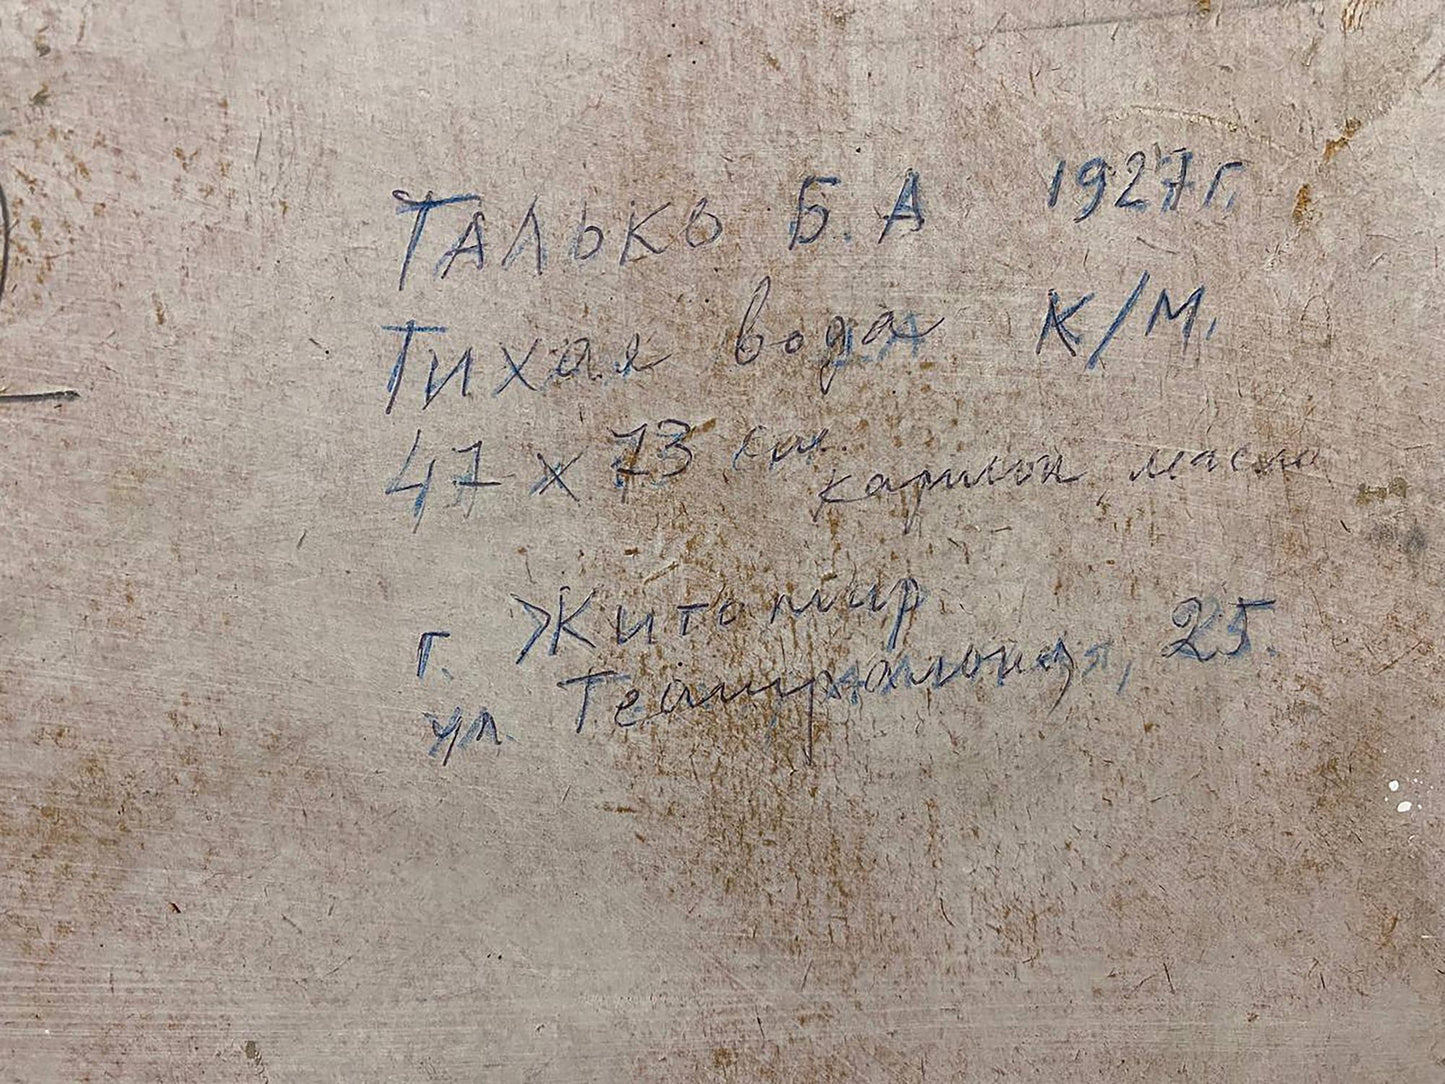 Талько Б.А 1927г.
Тихая вода К/М.
47 х 73 см.
картон, масло
г. Житомир
ул. Театральная, 25.